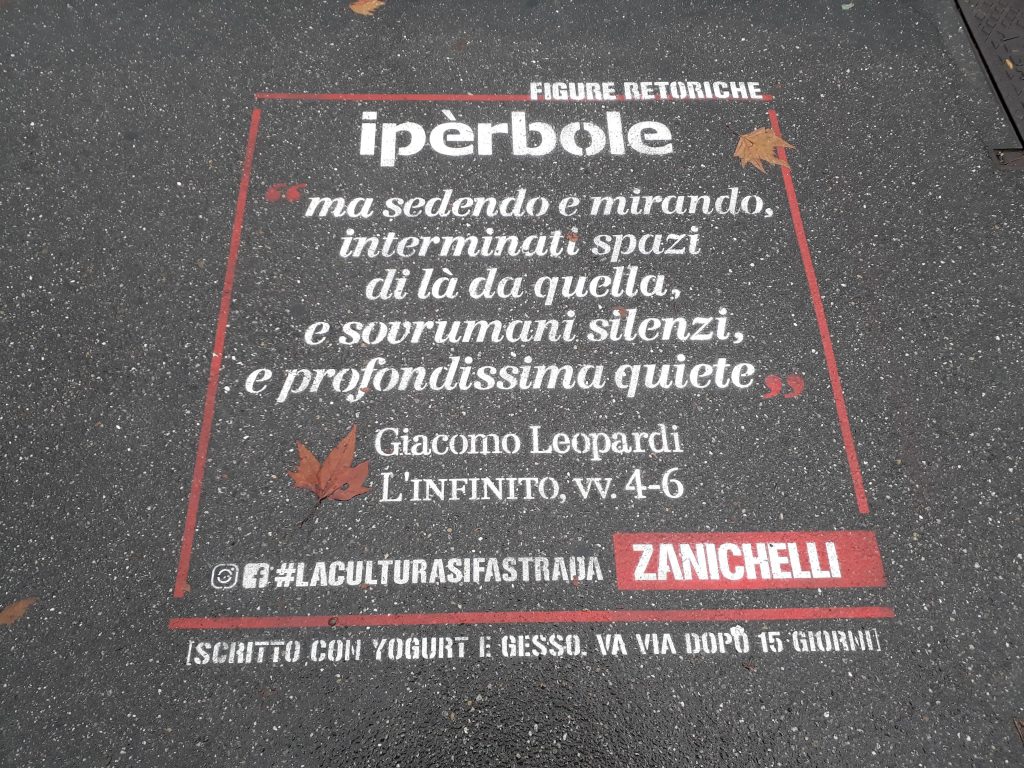 FIGURE RETORICHE
ipèrbole
“ma sedendo e mirando,
interminati spazi
di là da quella,
e sovrumani silenzi,
e profondissima quiete”
Giacomo Leopardi
L'INFINITO, vv. 4-6
#LACULTURASIFASTRADA
ZANICHELLI
[SCRITTO CON YOGURT E GESSO. VA VIA DOPO 15 GIORNI]